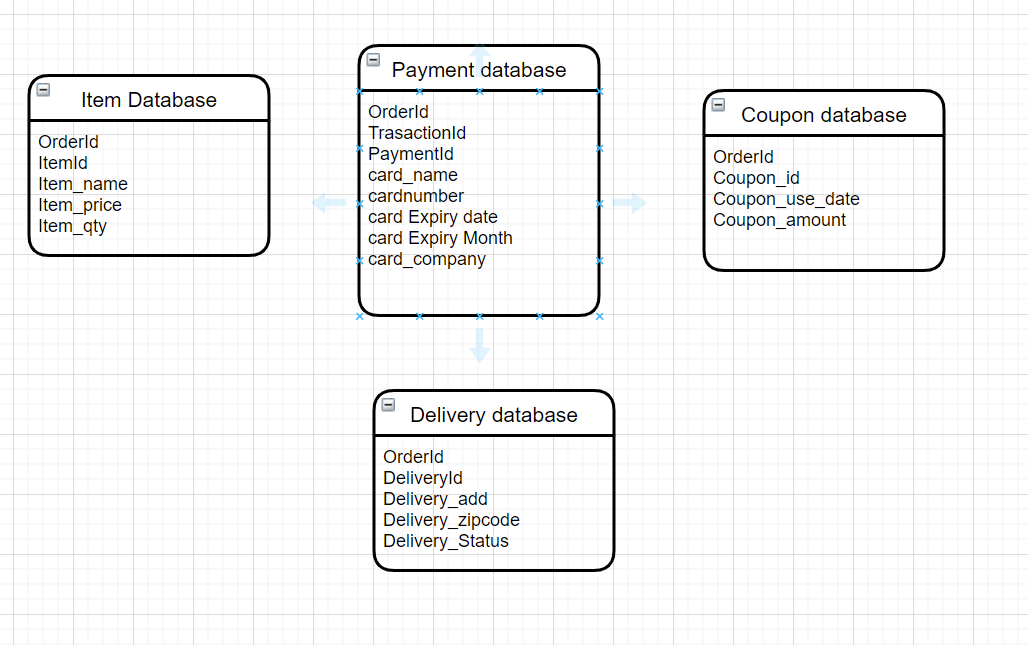 Item Database
OrderId
ItemId
Item_name
Item_price
Item_qty
Payment database
OrderId
TrasactionId
PaymentId
card_name
cardnumber
card Expiry date
card Expiry Month
card_company
Coupon database
OrderId
Coupon_id
Coupon_use_date
Coupon_amount
Delivery database
OrderId
DeliveryId
Delivery_add
Delivery_zipcode
Delivery_Status